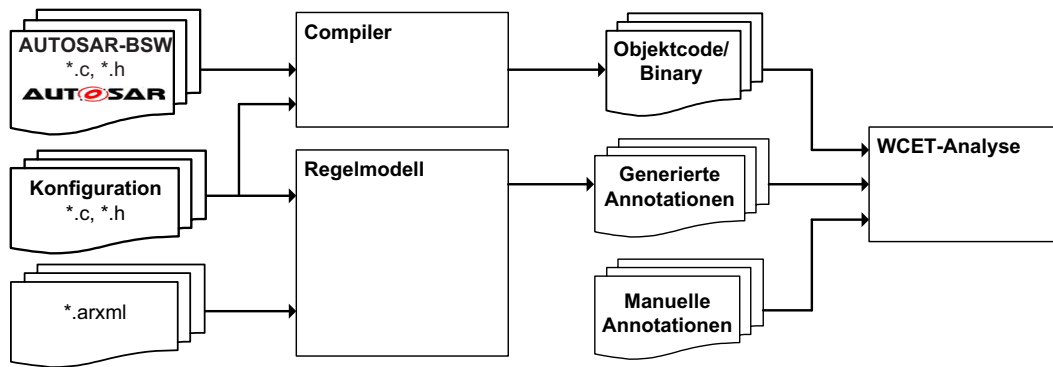 AUTOSAR-BSW
*.c, *.h
AUTOSAR
Compiler
Objektcode/
Binary
WCET-Analyse
Konfiguration
*.c, *.h
Regelmodell
Generierte
Annotationen
*.arxml
Manuelle
Annotationen